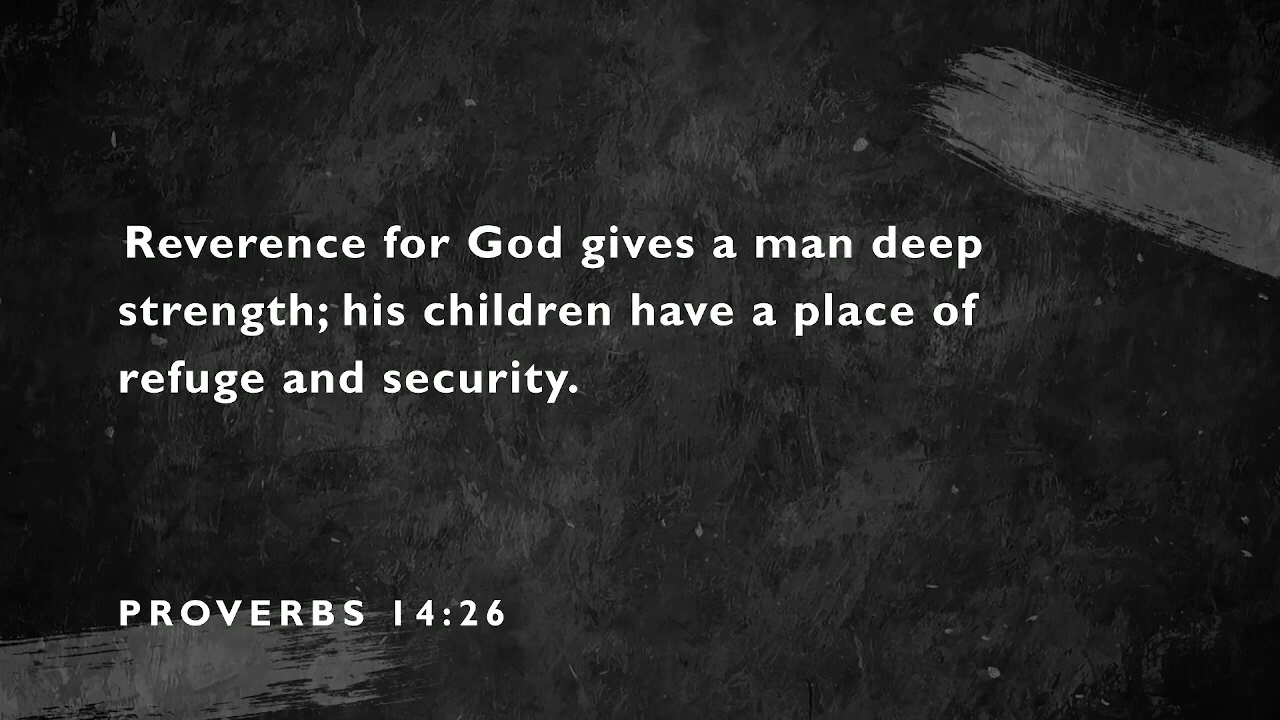 Reverence for God gives a man deep
strength; his children have a place of
refuge and security.
PROVERBS 14:26